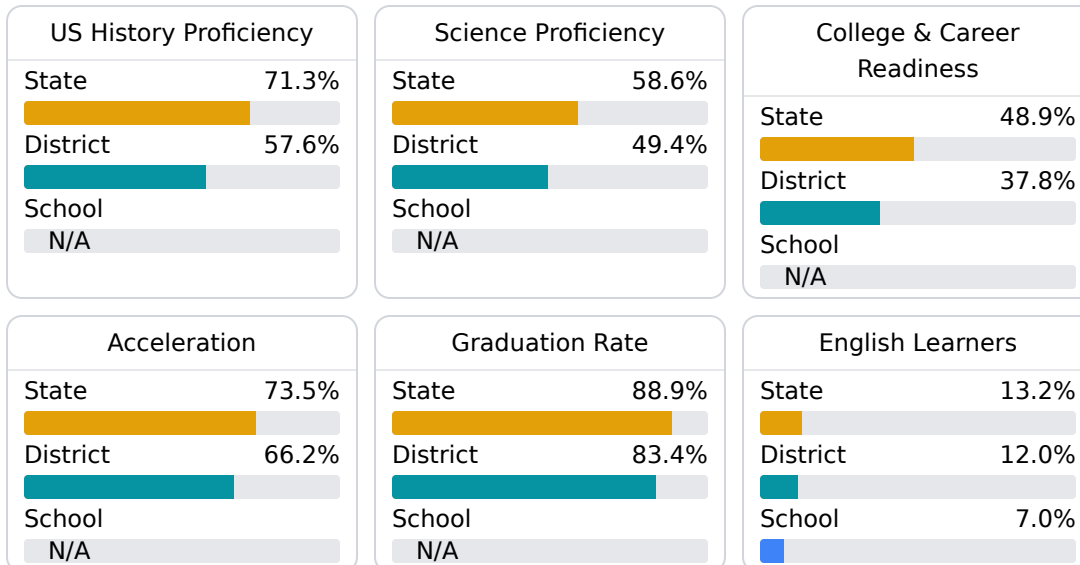 US History Proficiency
State 71.3%
District 57.6%
School
N/A
Science Proficiency
State 58.6%
District 49.4%
School
N/A
College & Career
Readiness
State 48.9%
District 37.8%
School
N/A
Acceleration
State 73.5%
District 66.2%
School
N/A
Graduation Rate
State 88.9%
District 83.4%
School
N/A
English Learners
State 13.2%
District 12.0%
School 7.0%